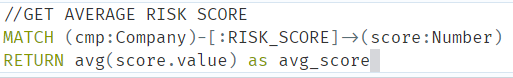 //GET AVERAGE RISK SCORE
MATCH (cmp:Company)-[:RISK_SCORE]->(score:Number)
RETURN avg(score.value) as avg_score